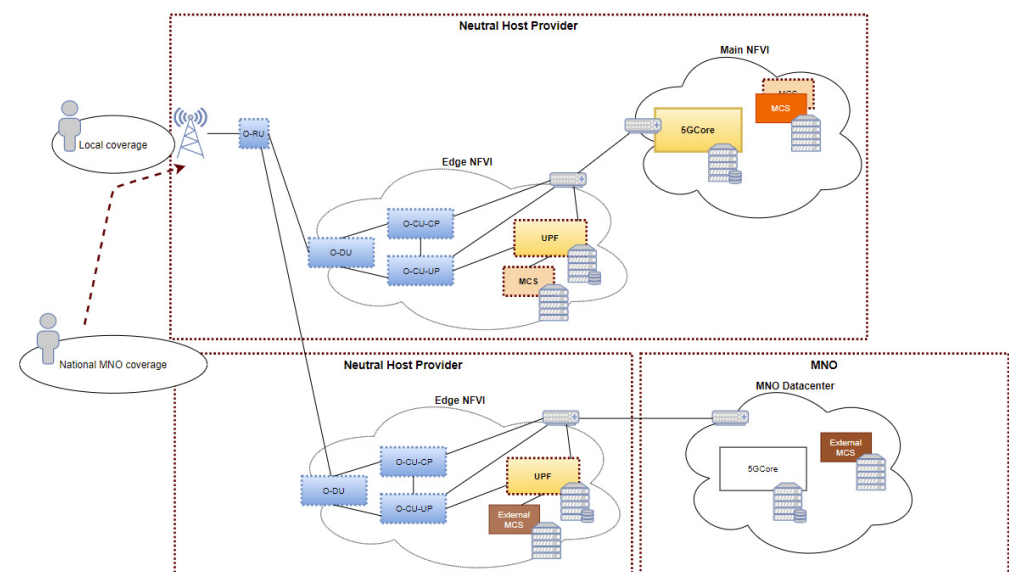 Neutral Host Provider
Main NFVI
MCS
MCS
5GCore
Local coverage
O-RU
Edge NFVI
O-CU-CP
UPF
O-DU
O-CU-UP
MCS
National MNO coverage
Neutral Host Provider
MNO
MNO Datacenter
Edge NFVI
External
MCS
O-CU-CP
5GCore
UPF
O-DU
O-CU-UP
External
MCS